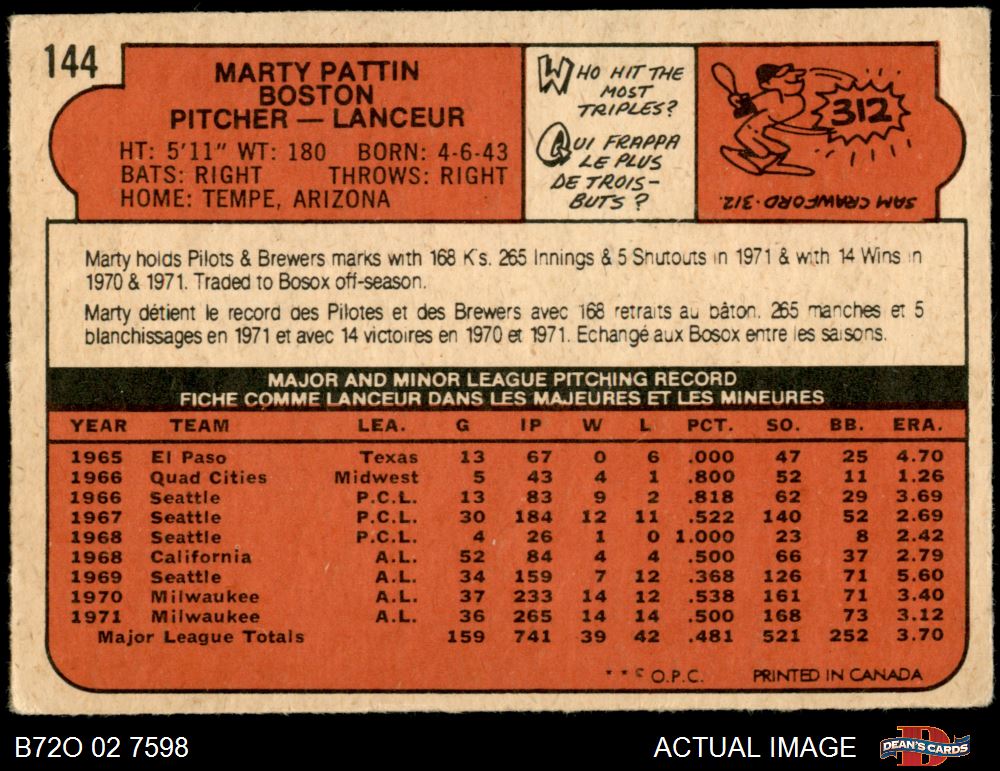 144
MARTY PATTIN
BOSTON
PITCHER — LANCEUR
HT: 5'11" WT: 180 BORN: 4-6-43
BATS: RIGHT THROWS: RIGHT
HOME: TEMPE, ARIZONA
WHO HIT THE
MOST
TRIPLES?
QUI FRAPPA
LE PLUS
DE TROIS-
BUTS?
312
SAM CRAWFORD-312.
Marty holds Pilots & Brewers marks with 168 K's. 265 Innings & 5 Shutouts in 1971 & with 14 Wins in
1970 & 1971. Traded to Bosox off-season.
Marty détient le record des Pilotes et des Brewers avec 168 retraits au bâton. 265 manches et 5
blanchissages en 1971 et avec 14 victoires en 1970 et 1971. Echangé aux Bosox entre les saisons.
MAJOR AND MINOR LEAGUE PITCHING RECORD
FICHE COMME LANCEUR DANS LES MAJEURES ET LES MINEURES
YEAR TEAM LEA. G IP W L PCT. SO. BB. ERA.
1965 El Paso Texas 13 67 0 6 .000 47 25 4.70
1966 Quad Cities Midwest 5 43 4 1 .800 52 11 1.26
1966 Seattle P.C.L. 13 83 9 2 .818 62 29 3.69
1967 Seattle P.C.L. 30 184 12 11 .522 140 52 2.69
1968 Seattle P.C.L. 4 26 1 0 1.000 23 8 2.42
1968 California A.L. 52 84 4 4 .500 66 37 2.79
1969 Seattle A.L. 34 159 7 12 .368 126 71 5.60
1970 Milwaukee A.L. 37 233 14 12 .538 161 71 3.40
1971 Milwaukee A.L. 36 265 14 14 .500 168 73 3.12
Major League Totals 159 741 39 42 .481 521 252 3.70
O.P.C. PRINTED IN CANADA
B72O 02 7598 ACTUAL IMAGE DEAN'S CARDS